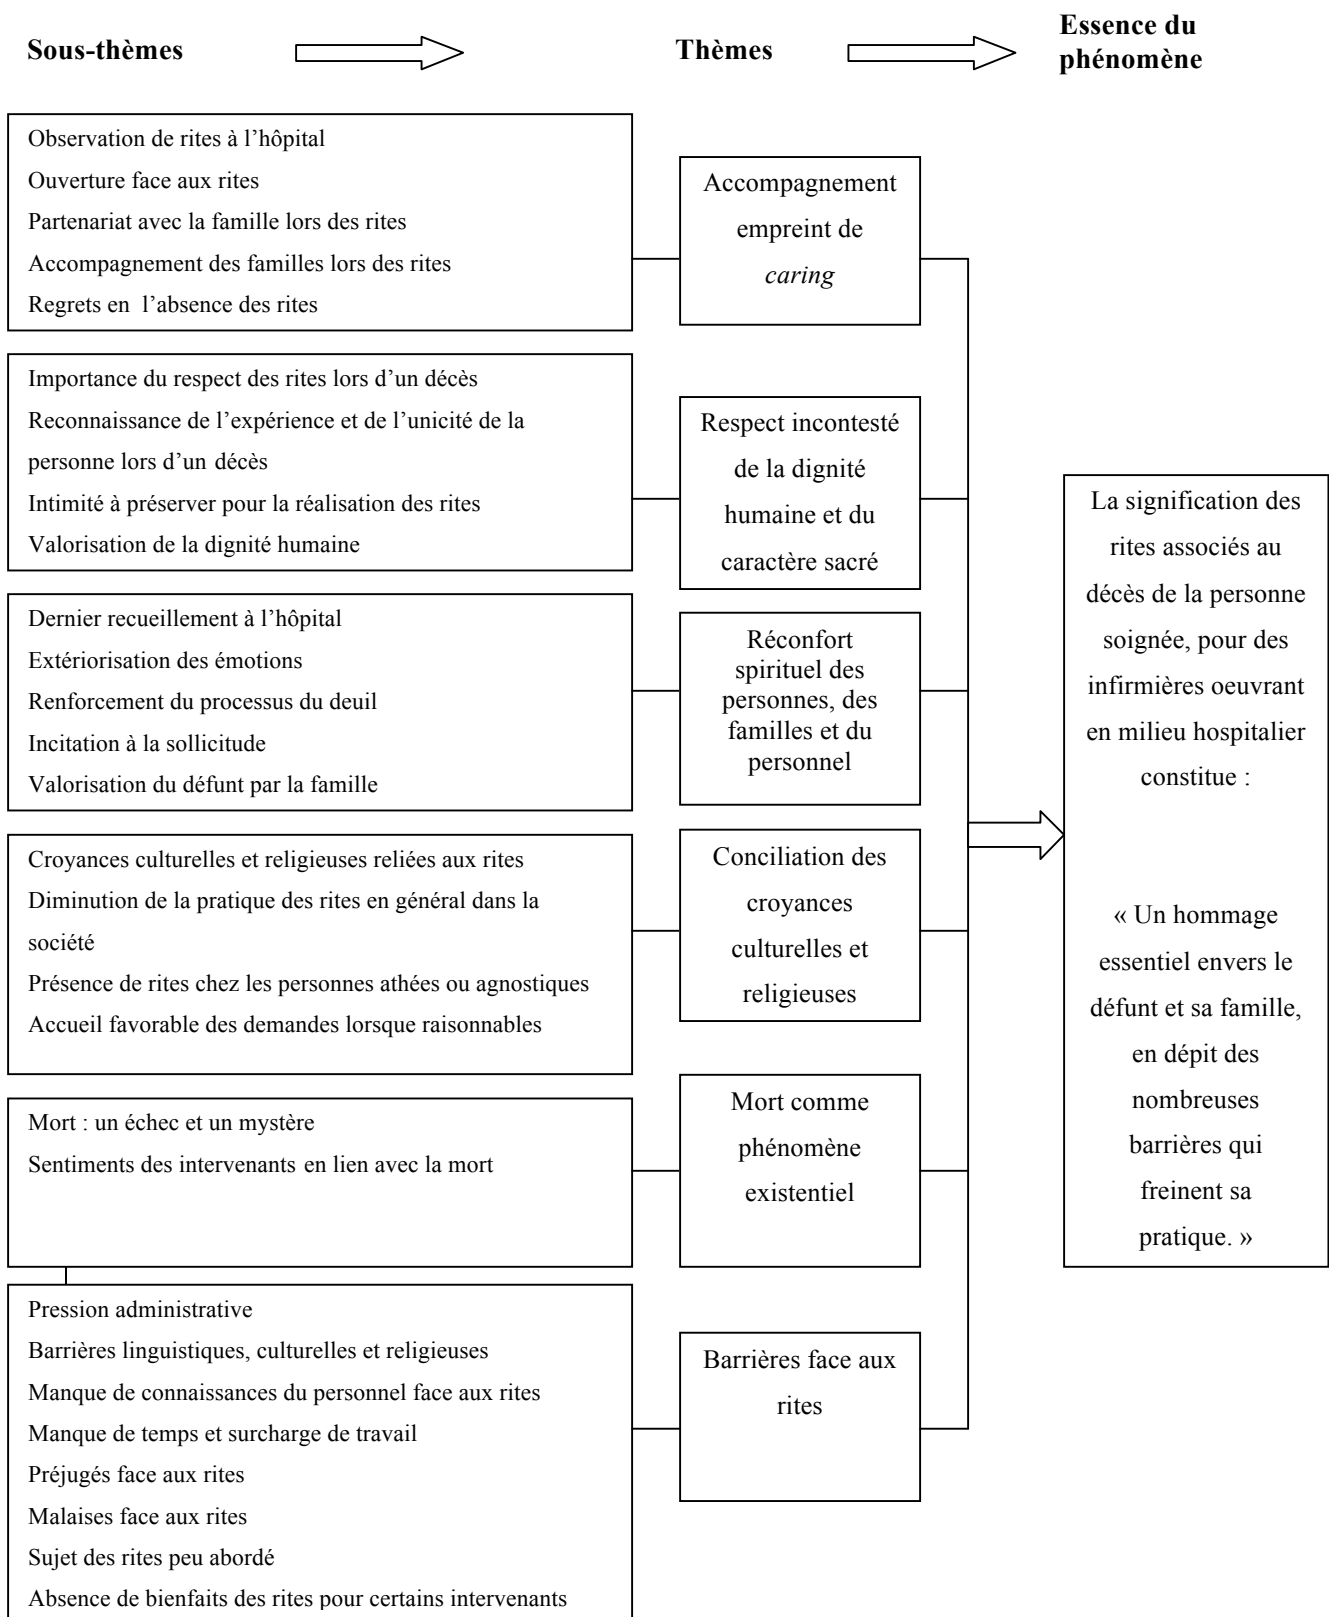 Sous-thèmes
Thèmes
Essence du
phénomène
Observation de rites à l’hôpital
Ouverture face aux rites
Partenariat avec la famille lors des rites
Accompagnement des familles lors des rites
Regrets en l’absence des rites
Accompagnement
empreint de
caring
Importance du respect des rites lors d’un décès
Reconnaissance de l’expérience et de l’unicité de la
personne lors d’un décès
Intimité à préserver pour la réalisation des rites
Valorisation de la dignité humaine
Respect incontesté
de la dignité
humaine et du
caractère sacré
Dernier recueillement à l’hôpital
Extériorisation des émotions
Renforcement du processus du deuil
Incitation à la sollicitude
Valorisation du défunt par la famille
Réconfort
spirituel des
personnes, des
familles et du
personnel
Croyances culturelles et religieuses reliées aux rites
Diminution de la pratique des rites en général dans la
société
Présence de rites chez les personnes athées ou agnostiques
Accueil favorable des demandes lorsque raisonnables
Conciliation des
croyances
culturelles et
religieuses
Mort : un échec et un mystère
Sentiments des intervenants en lien avec la mort
Mort comme
phénomène
existentiel
Pression administrative
Barrières linguistiques, culturelles et religieuses
Manque de connaissances du personnel face aux rites
Manque de temps et surcharge de travail
Préjugés face aux rites
Malaises face aux rites
Sujet des rites peu abordé
Absence de bienfaits des rites pour certains intervenants
Barrières face aux
rites
La signification des
rites associés au
décès de la personne
soignée, pour des
infirmières oeuvrant
en milieu hospitalier
constitue :
« Un hommage
essentiel envers le
défunt et sa famille,
en dépit des
nombreuses
barrières qui
freinent sa
pratique. »